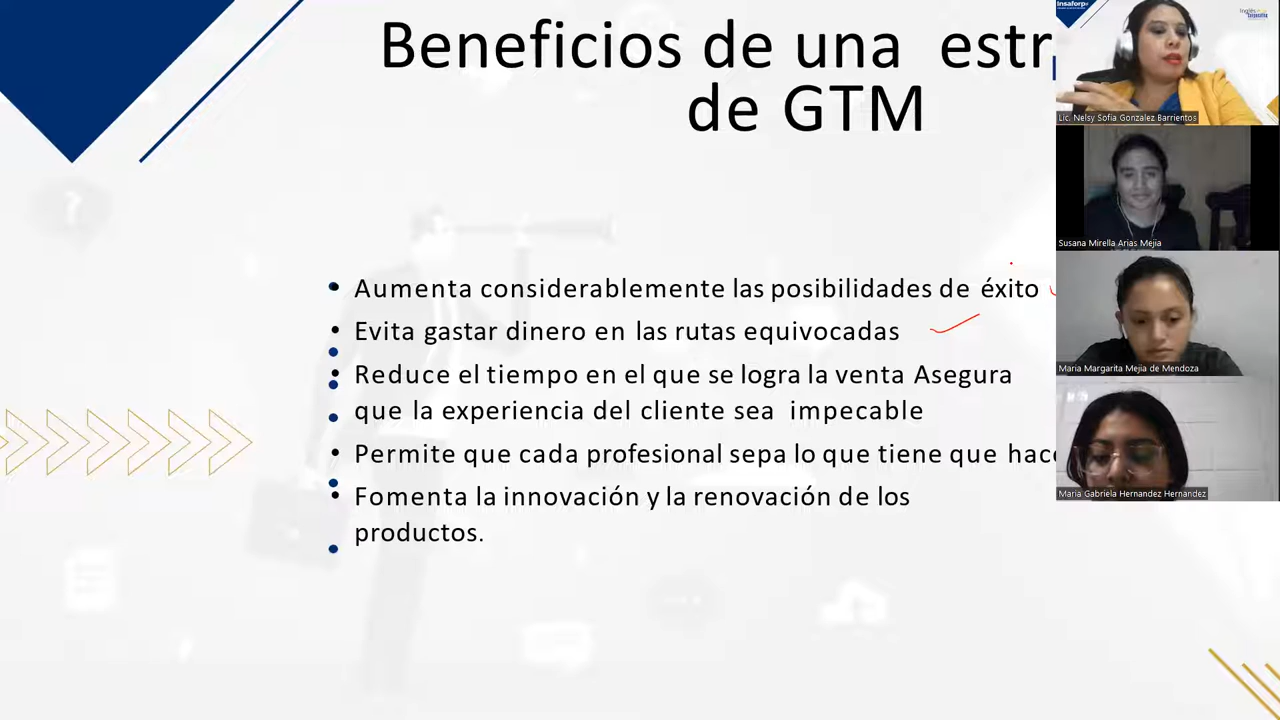 Beneficios de una estr
de GTM
Aumenta considerablemente las posibilidades de éxito
Evita gastar dinero en las rutas equivocadas
Reduce el tiempo en el que se logra la venta Asegura
que la experiencia del cliente sea impecable
Permite que cada profesional sepa lo que tiene que hac
Fomenta la innovación y la renovación de los
productos.
Insaforp
Lic. Nelsy Sofia Gonzalez Barrientos
Susana Mirella Arias Mejia
Maria Margarita Mejia de Mendoza
Maria Gabriela Hernandez Hernandez